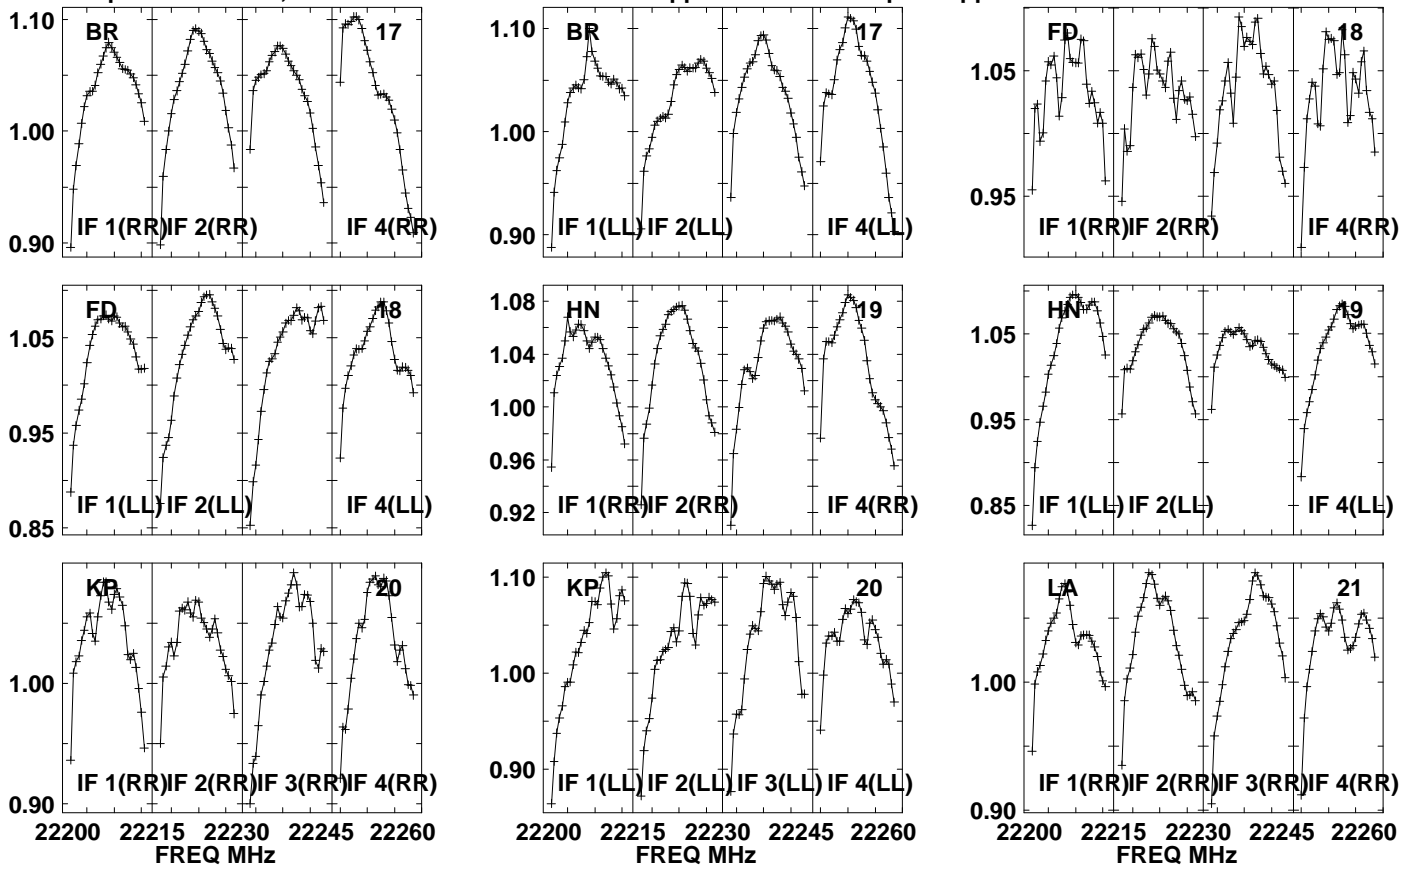 BR 17
1.10
1.00
0.90
IF 1(RR) IF 2(RR) IF 4(RR)
BR 17
1.10
1.00
0.90
IF 1(LL) IF 2(LL) IF 4(LL)
FD 18
1.05
0.95
IF 1(RR) IF 2(RR) IF 4(RR)
FD 18
1.05
0.95
0.85
IF 1(LL) IF 2(LL) IF 4(LL)
HN 19
1.08
1.04
1.00
0.96
0.92
IF 1(RR) IF 2(RR) IF 4(RR)
HN 19
1.05
0.95
0.85
IF 1(LL) IF 2(LL) IF 4(LL)
KP 20
1.00
0.90
IF 1(RR) IF 2(RR) IF 3(RR) IF 4(RR)
22200 22215 22230 22245 22260
FREQ MHz
KP 20
1.10
1.00
0.90
IF 1(LL) IF 2(LL) IF 3(LL) IF 4(LL)
22200 22215 22230 22245 22260
FREQ MHz
LA 21
1.00
0.90
IF 1(RR) IF 2(RR) IF 3(RR) IF 4(RR)
22200 22215 22230 22245 22260
FREQ MHz